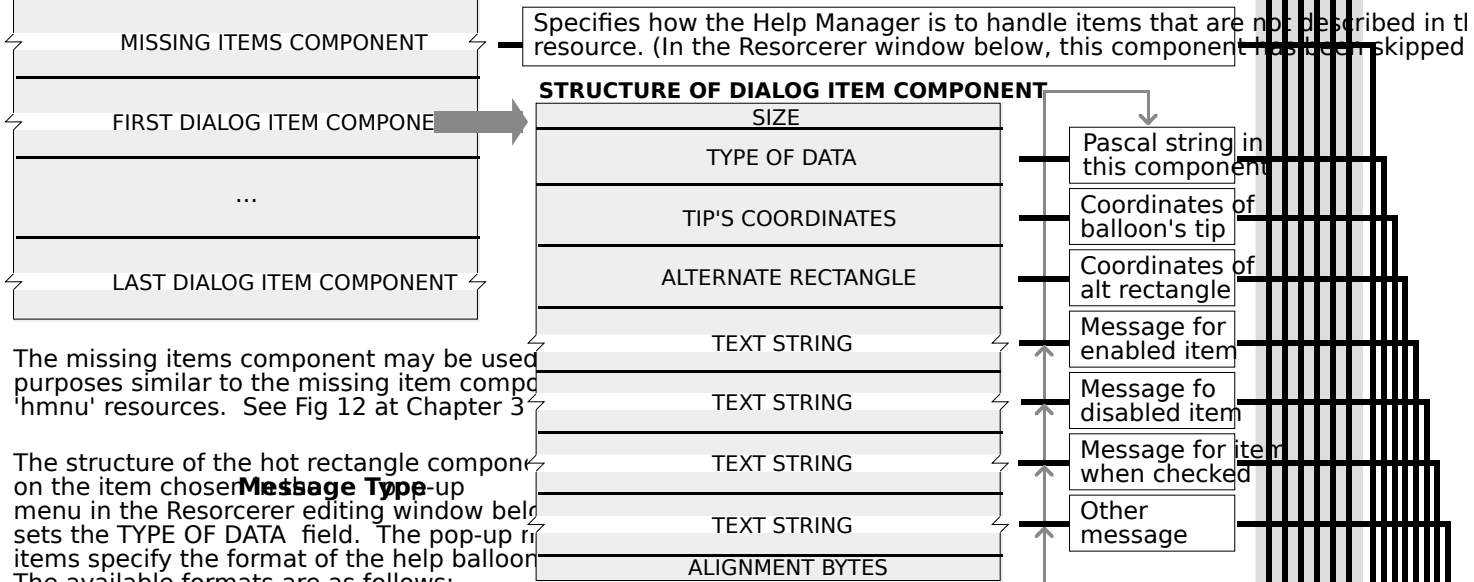 Specifies how the Help Manager is to handle items that are not described in
resource. (In the Resorcerer window below, this component has been skipped
MISSING ITEMS COMPONENT
FIRST DIALOG ITEM COMPONE
...
LAST DIALOG ITEM COMPONENT
The missing items component may be used
purposes similar to the missing item
'hmnu' resources. See Fig 12 at Chapter 3
The structure of the hot rectangle
on the item chosen in the Message Type pop-up
menu in the Resorcerer editing window
sets the TYPE OF DATA field. The pop-up
items specify the format of the help balloon
The available formats are as follows:
STRUCTURE OF DIALOG ITEM COMPONENT
SIZE
TYPE OF DATA
TIP'S COORDINATES
ALTERNATE RECTANGLE
TEXT STRING
TEXT STRING
TEXT STRING
TEXT STRING
ALIGNMENT BYTES
Pascal string in
this component
Coordinates of
balloon's tip
Coordinates of
alt rectangle
Message for
enabled item
Message fo
disabled item
Message for item
when checked
Other
message